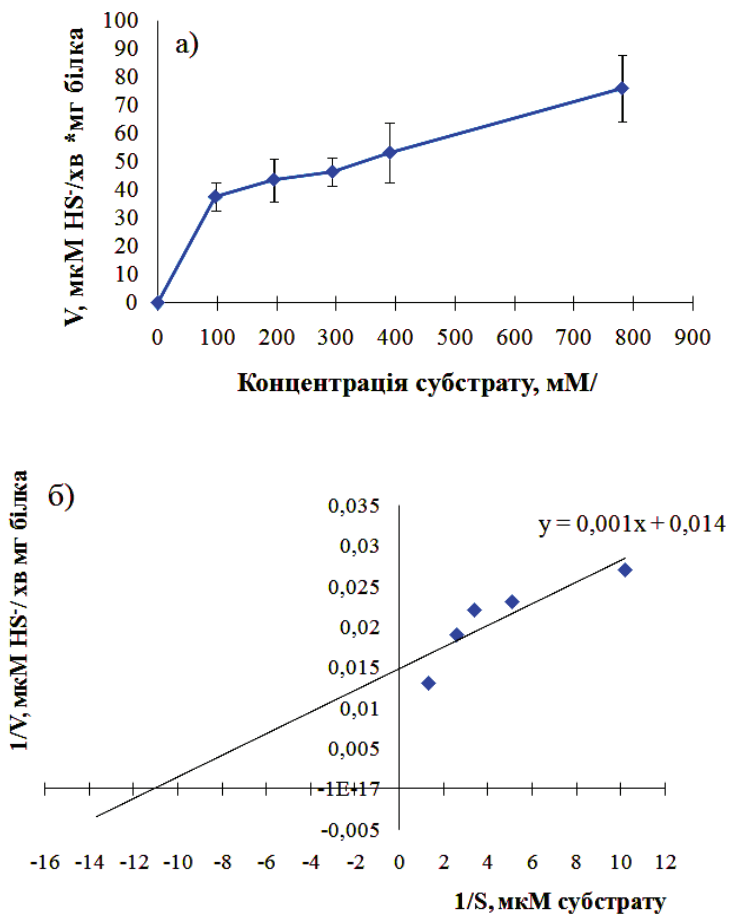 а)
V, мкМ HS-/хв *мг білка
100
90
80
70
60
50
40
30
20
10
0
0 100 200 300 400 500 600 700 800 900
Концентрація субстрату, мМ/
б)
1/V, мкМ HS-/ хв мг білка
y = 0,001x + 0,014
0,035
0,03
0,025
0,02
0,015
0,01
0,005
-1E-17
-0,005
-16 -14 -12 -10 -8 -6 -4 -2 0 2 4 6 8 10 12
1/S, мкМ субстрату